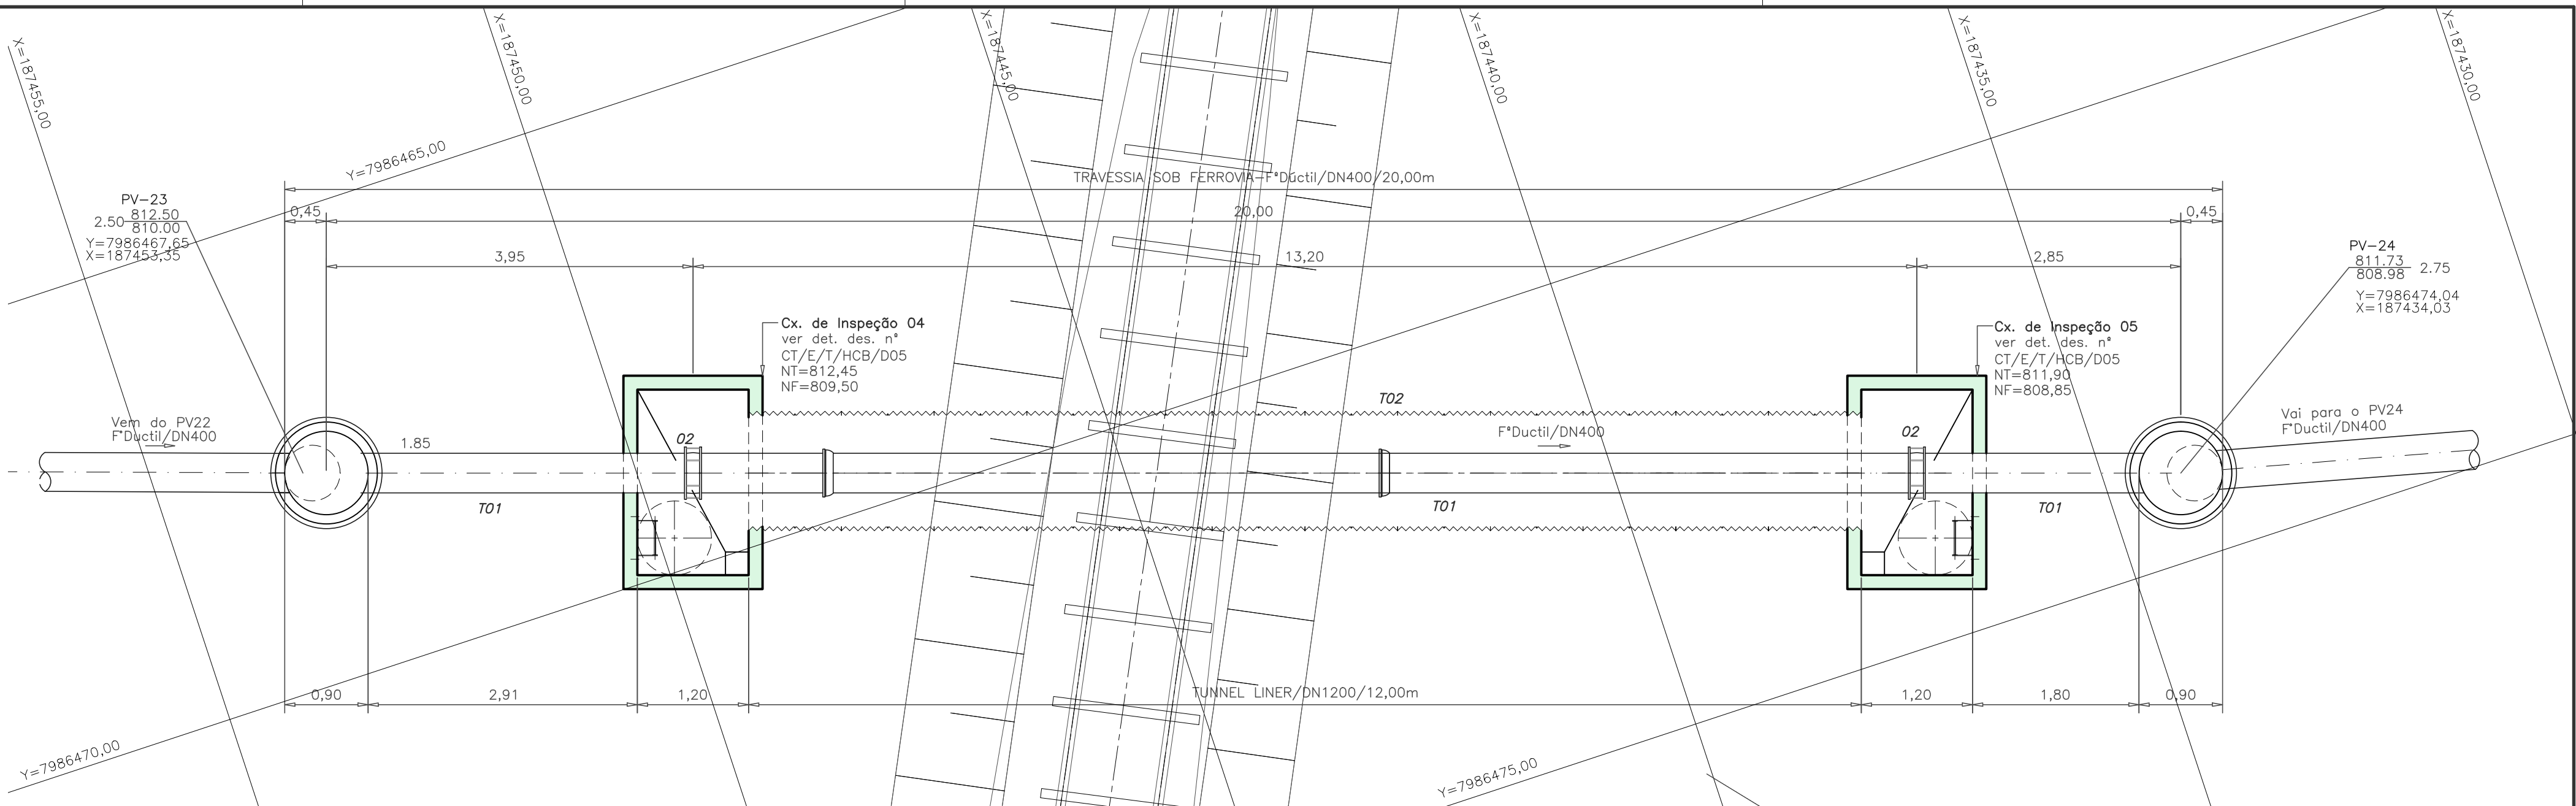 X=187455,00
X=187450,00
X=187445,00
X=187440,00
X=187435,00
X=187430,00
Y=7986465,00
TRAVESSIA SOB FERROVIA-F°Dúctil/DN400/20,00m
PV-23
812.50
2.50
810.00
Y=7986467,65
X=187453,35
0,45
20,00
0,45
PV-24
811.73
808.98
2.75
Y=7986474,04
X=187434,03
3,95
13,20
2,85
Cx. de Inspeção 04
ver det. des. n°
CT/E/T/HCB/D05
NT=812,45
NF=809,50
Cx. de Inspeção 05
ver det. des. n°
CT/E/T/HCB/D05
NT=811,90
NF=808,85
Vem do PV22
F°Ductil/DN400
1.85
02
T02
F°Ductil/DN400
02
Vai para o PV24
F°Ductil/DN400
T01
T01
T01
0,90
2,91
1,20
TUNNEL LINER/DN1200/12,00m
1,20
1,80
0,90
Y=7986470,00
Y=7986475,00